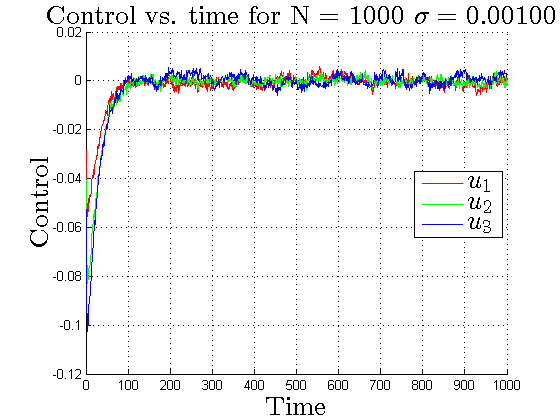 Control vs. time for N = 1000 σ = 0.00100
0.02
0
-0.02
-0.04
-0.06
-0.08
-0.1
-0.12
Control
u1
u2
u3
0 100 200 300 400 500 600 700 800 900 1000
Time